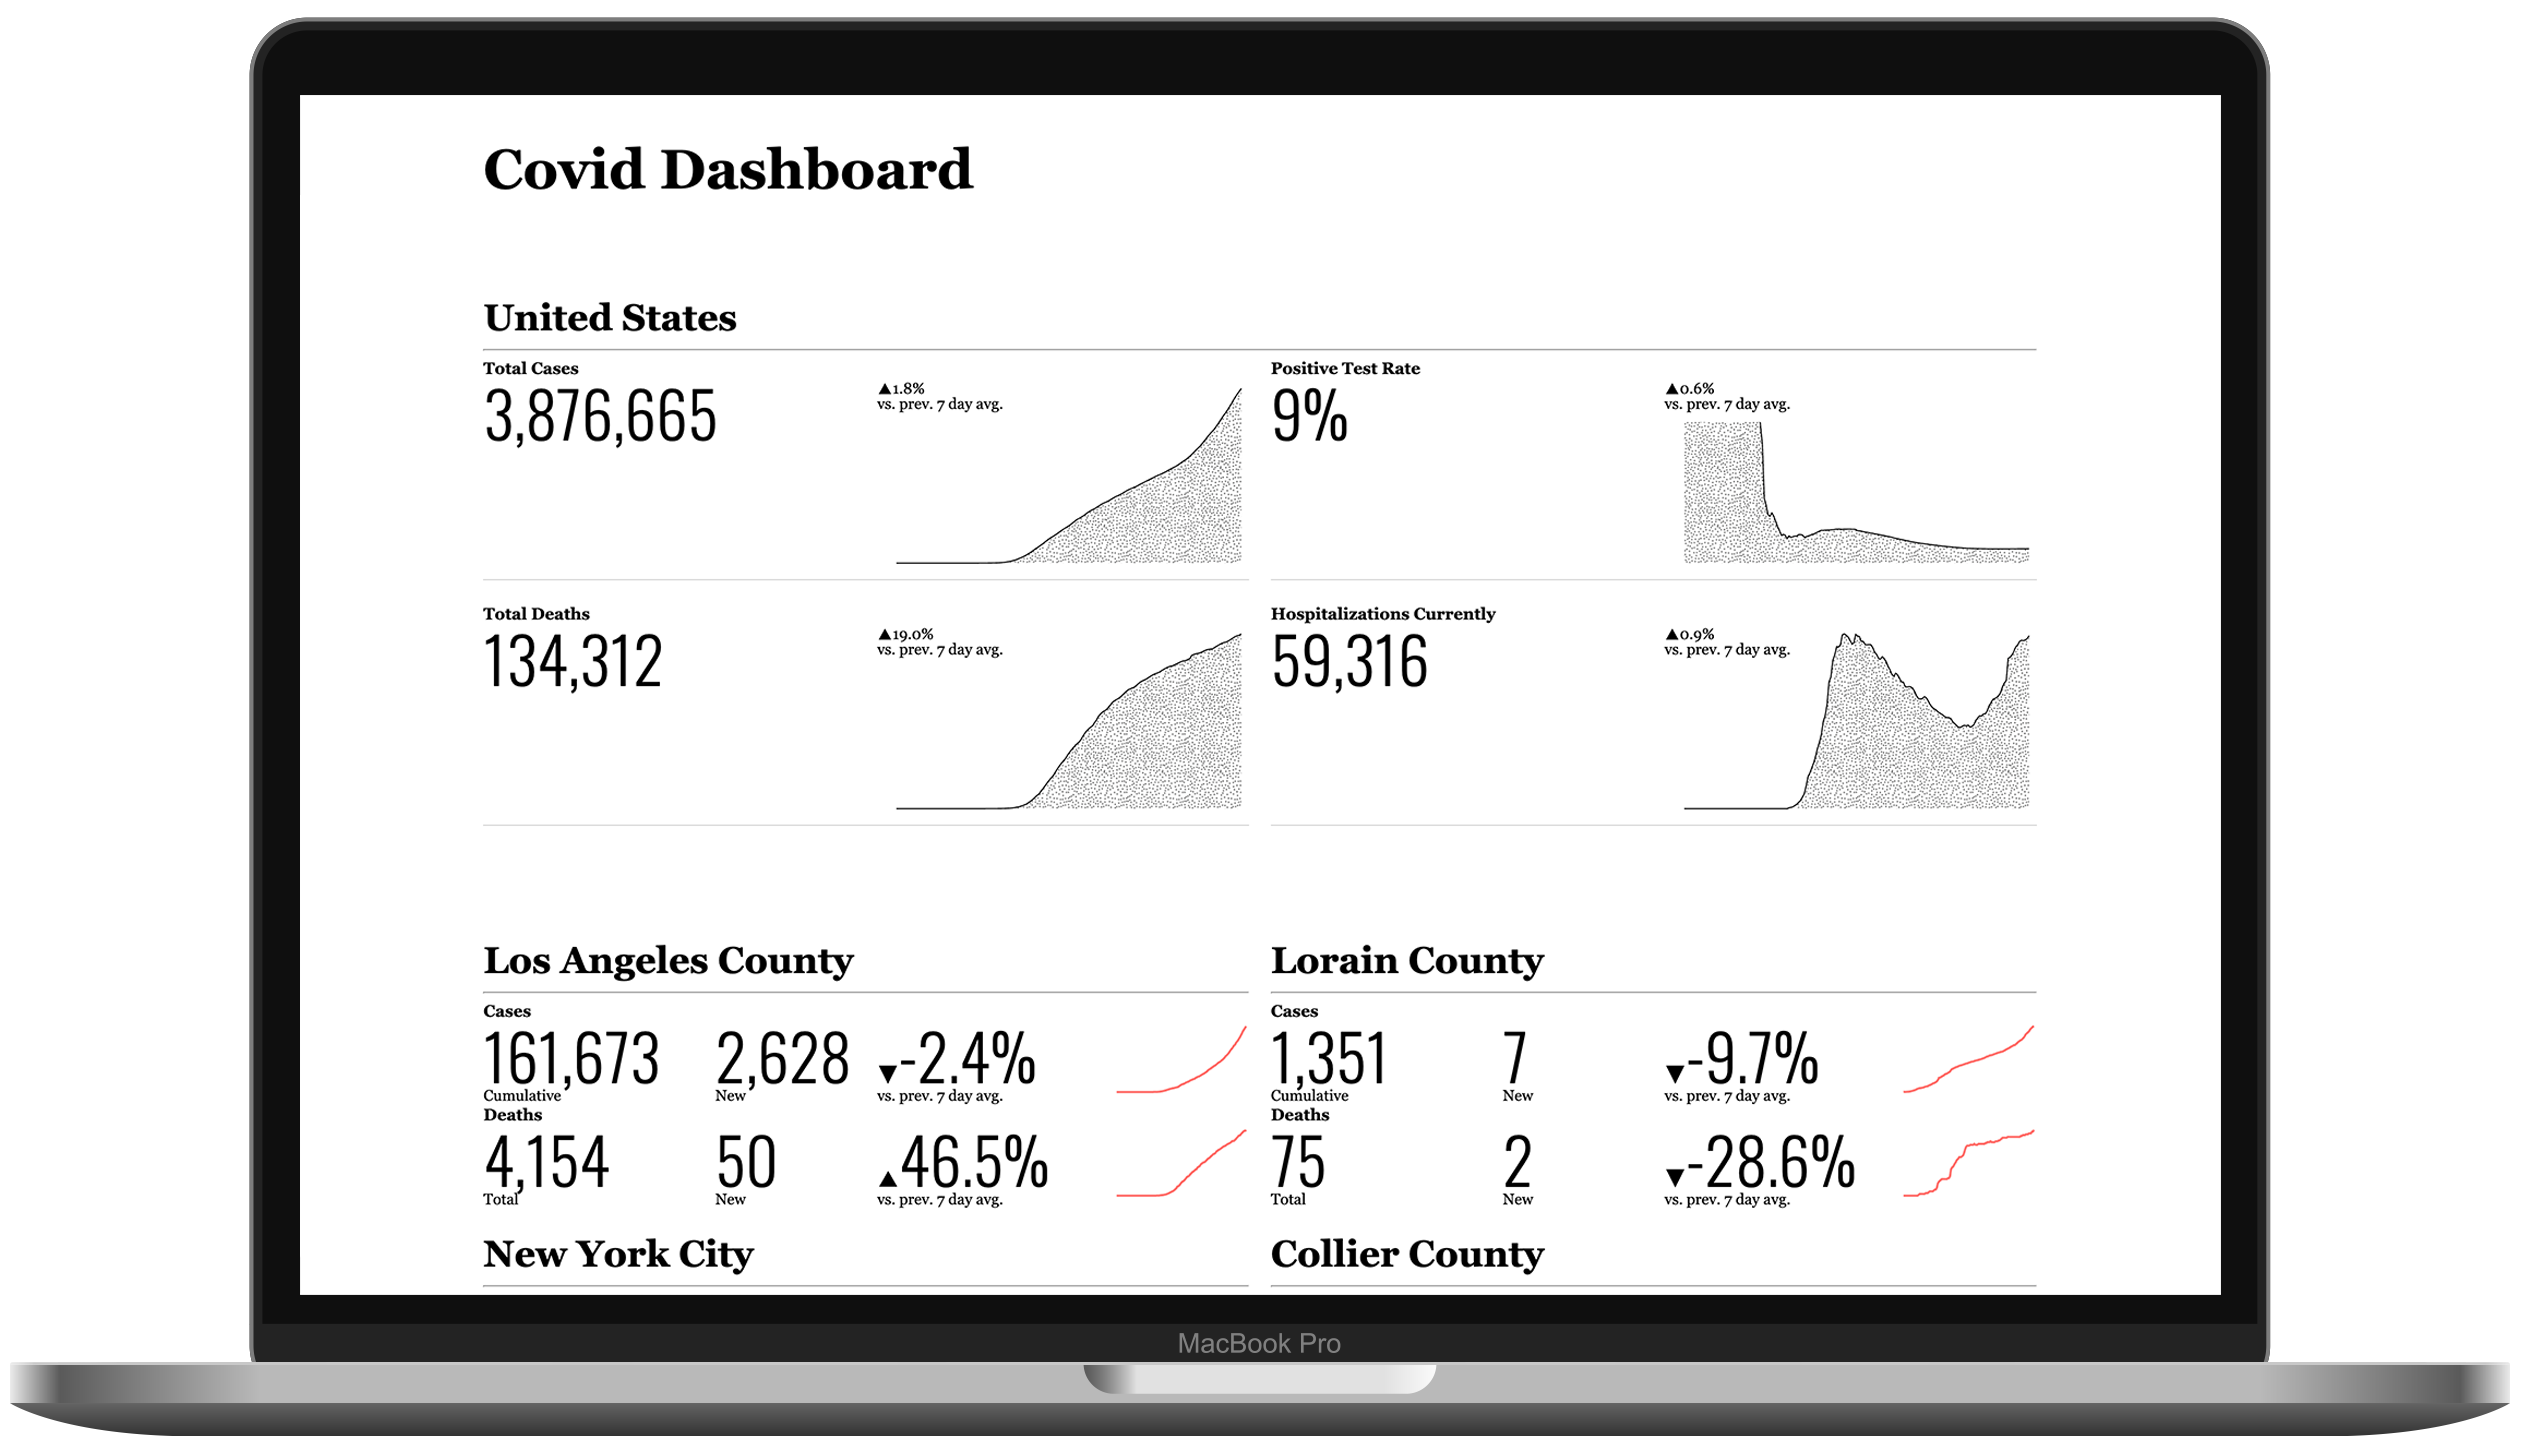 Covid Dashboard
United States
Total Cases
3,876,665
▲1.8%
vs. prev. 7 day avg.
Positive Test Rate
9%
▲0.6%
vs. prev. 7 day avg.
Total Deaths
134,312
▲19.0%
vs. prev. 7 day avg.
Hospitalizations Currently
59,316
▲0.9%
vs. prev. 7 day avg.
Los Angeles County
Cases
161,673 2,628 ▼-2.4%
Cumulative New vs. prev. 7 day avg.
Deaths
4,154 50 ▲46.5%
Total New vs. prev. 7 day avg.
Lorain County
Cases
1,351 7 ▼-9.7%
Cumulative New vs. prev. 7 day avg.
Deaths
75 2 ▼-28.6%
Total New vs. prev. 7 day avg.
New York City
Collier County
MacBook Pro